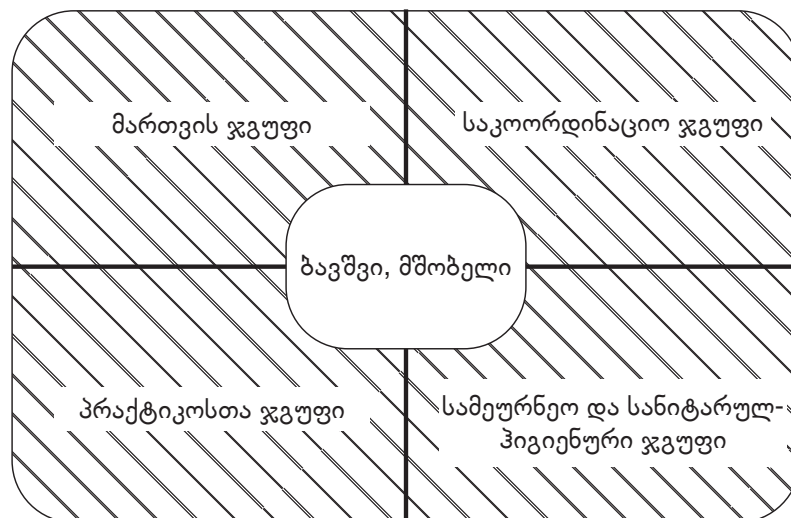 მართვის ჯგუფი
საკოორდინაციო ჯგუფი
ბავშვი, მშობელი
პრაქტიკოსთა ჯგუფი
სამეურნეო და სანიტარულ-
ჰიგიენური ჯგუფი